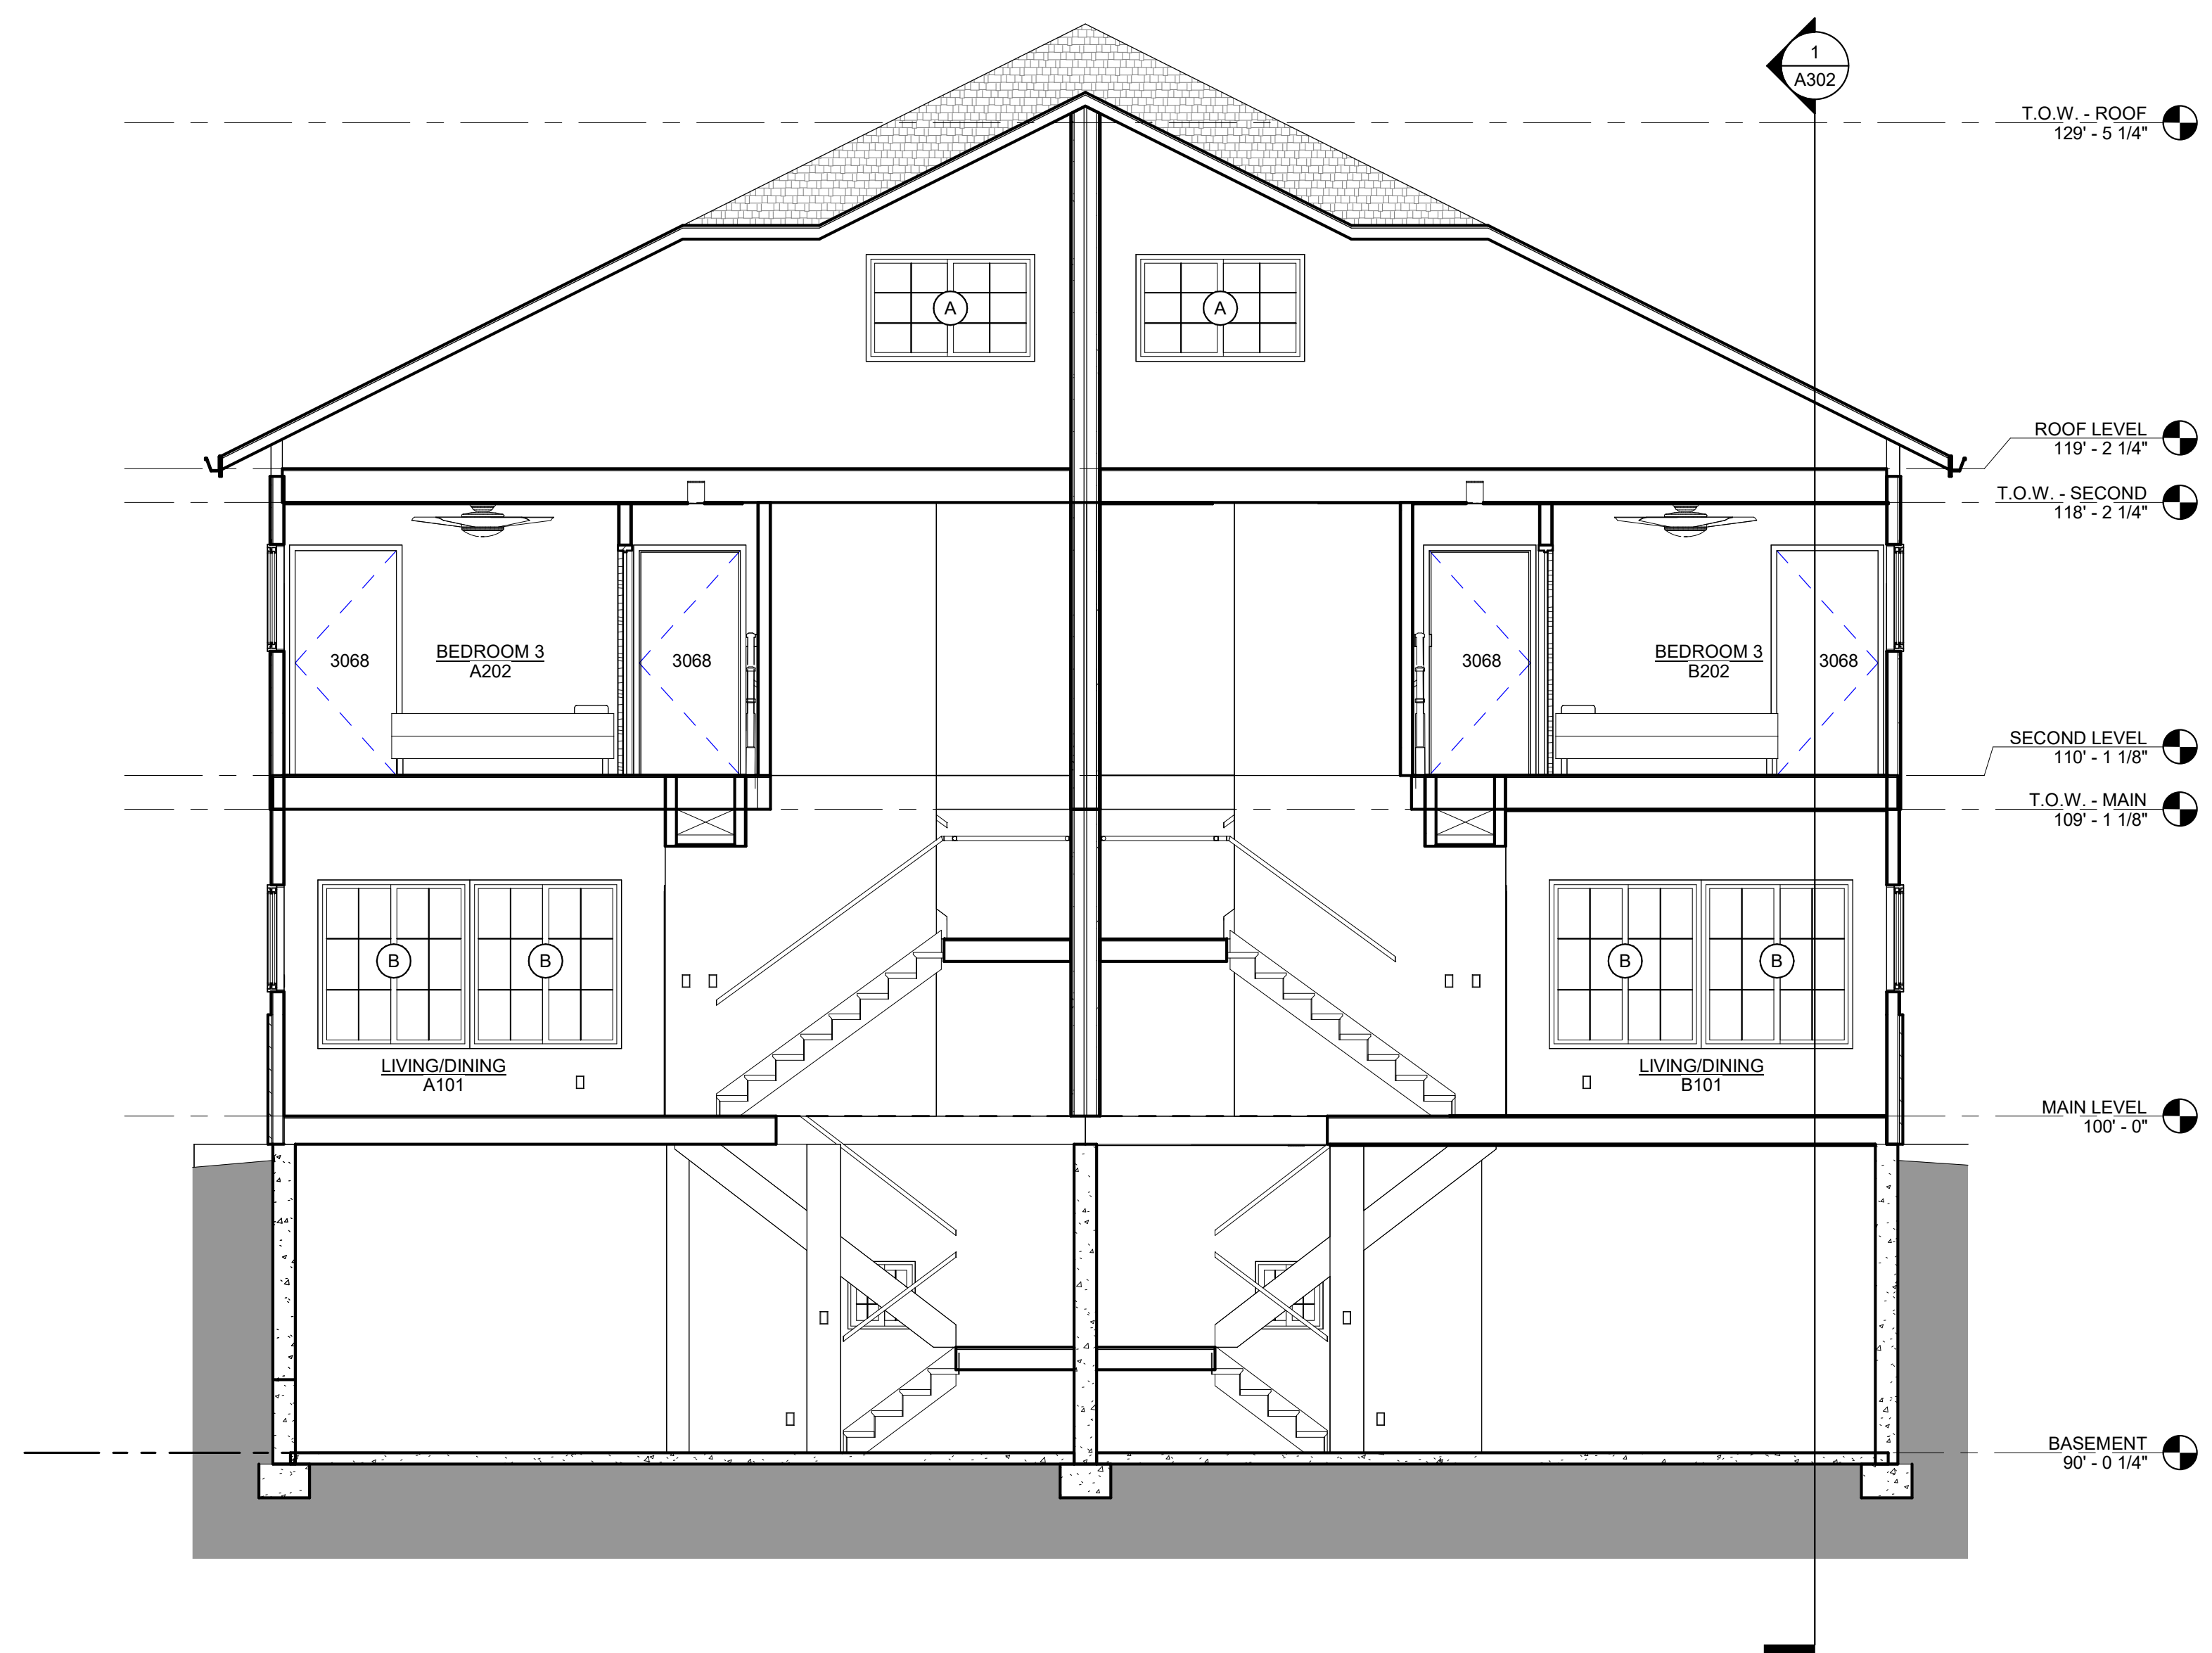 1
A302
T.O.W. - ROOF
129' - 5 1/4"
A
A
ROOF LEVEL
119' - 2 1/4"
T.O.W. - SECOND
118' - 2 1/4"
3068
BEDROOM 3
A202
3068
3068
BEDROOM 3
B202
3068
SECOND LEVEL
110' - 1 1/8"
T.O.W. - MAIN
109' - 1 1/8"
B
B
B
B
LIVING/DINING
A101
LIVING/DINING
B101
MAIN LEVEL
100' - 0"
BASEMENT
90' - 0 1/4"